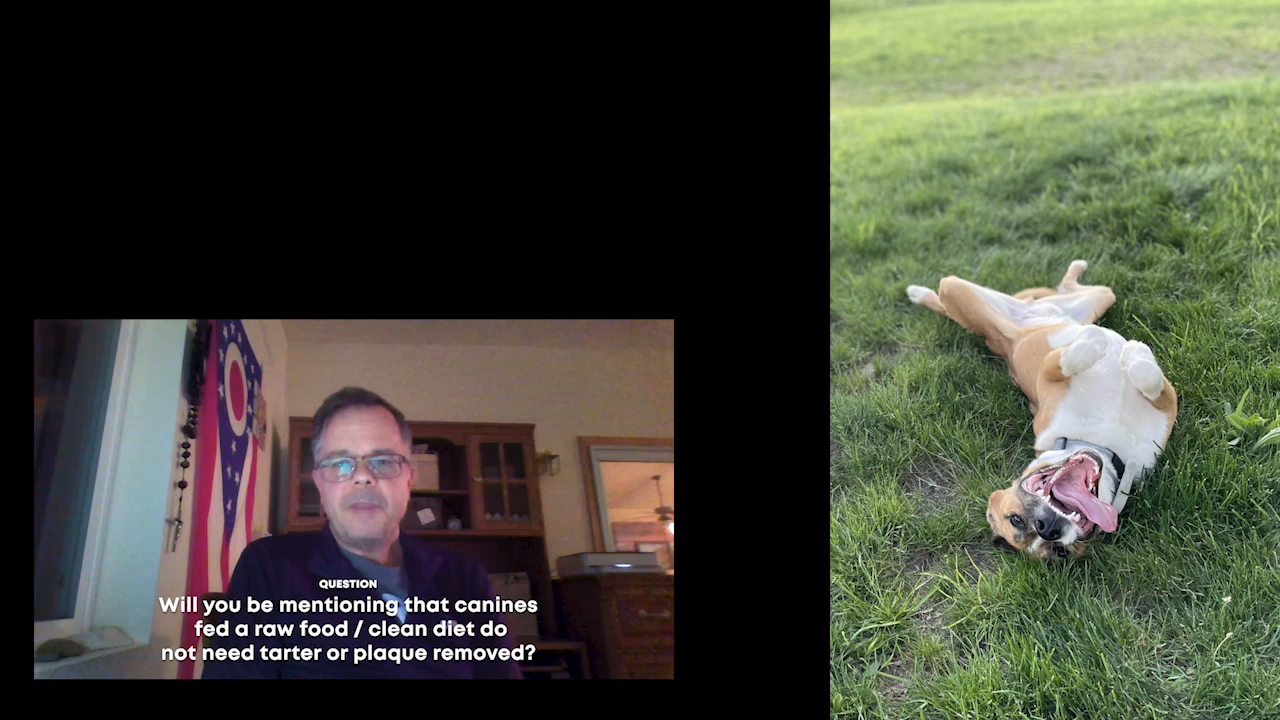 QUESTION
Will you be mentioning that canines
fed a raw food / clean diet do
not need tarter or plaque removed?